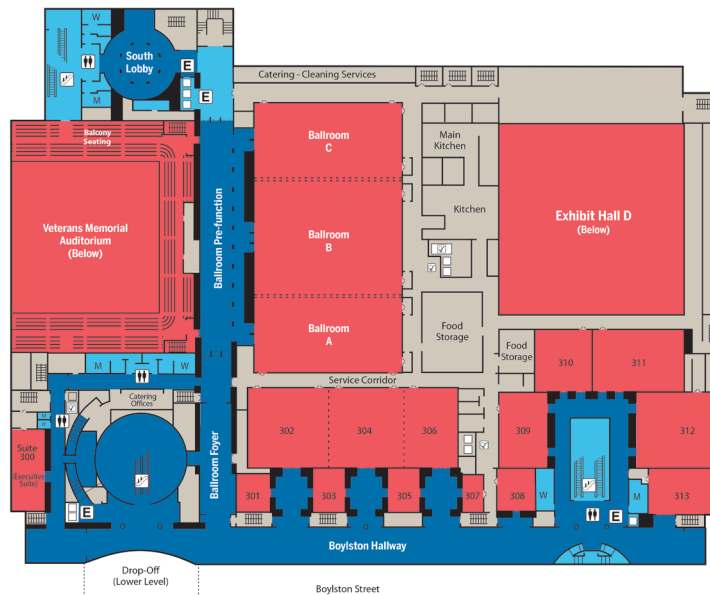 W
South
Lobby
E
E
M
Catering - Cleaning Services
Balcony
Seating
Ballroom
C
Main
Kitchen
Kitchen
Veterans Memorial
Auditorium
(Below)
Ballroom Pre-function
Ballroom
B
Exhibit Hall D
(Below)
Ballroom
A
Food
Storage
Food
Storage
310
311
M
W
Service Corridor
Catering
Offices
M
W
302
304
306
309
312
Suite
300
(Executive
Suite)
Ballroom Foyer
301
303
305
307
308
W
M
313
E
E
Boylston Hallway
Drop-Off
(Lower Level)
Boylston Street